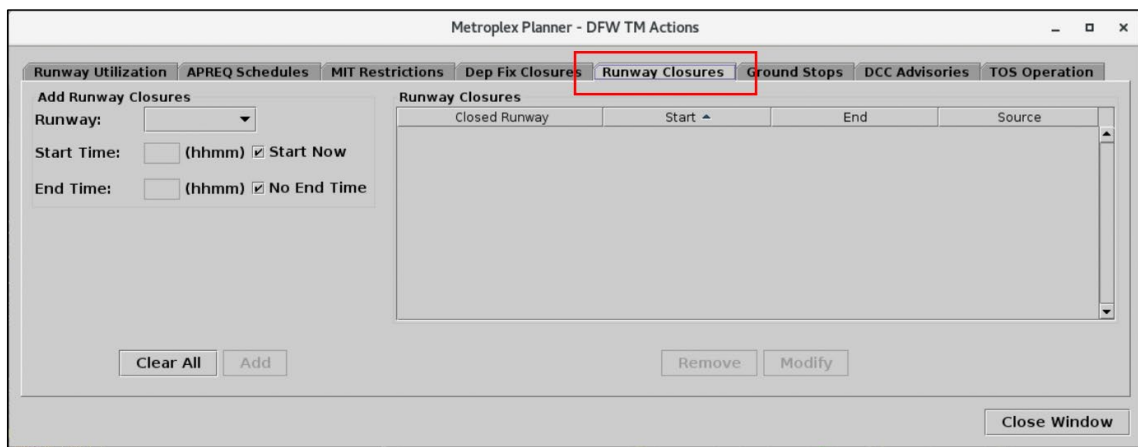 Metroplex Planner - DFW TM Actions
Runway Utilization APREQ Schedules MIT Restrictions Dep Fix Closures Runway Closures Ground Stops DCC Advisories TOS Operation
Add Runway Closures
Runway:
Start Time: (hhmm) Start Now
End Time: (hhmm) No End Time
Runway Closures
Closed Runway Start End Source
Clear All Add
Remove Modify
Close Window